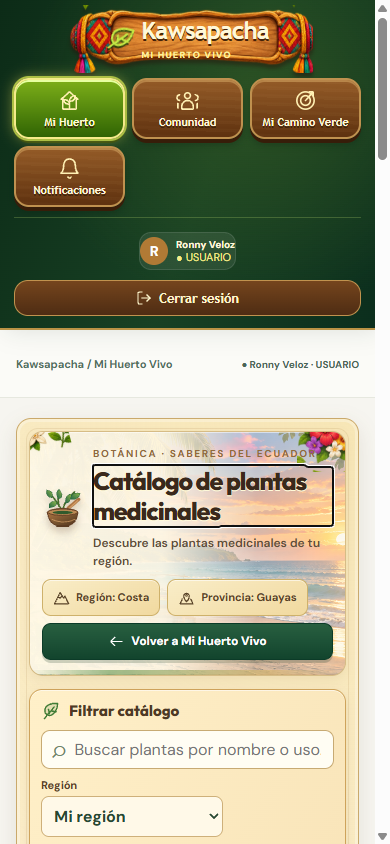 Kawsapacha
MI HUERTO VIVO
Mi Huerto
Comunidad
Mi Camino Verde
Notificaciones
R
Ronny Veloz
● USUARIO
Cerrar sesión
Kawsapacha / Mi Huerto Vivo
● Ronny Veloz · USUARIO
BOTÁNICA · SABERES DEL ECUADOR
Catálogo de plantas
medicinales
Descubre las plantas medicinales de tu
región.
Región: Costa
Provincia: Guayas
← Volver a Mi Huerto Vivo
Filtrar catálogo
Buscar plantas por nombre o uso
Región
Mi región